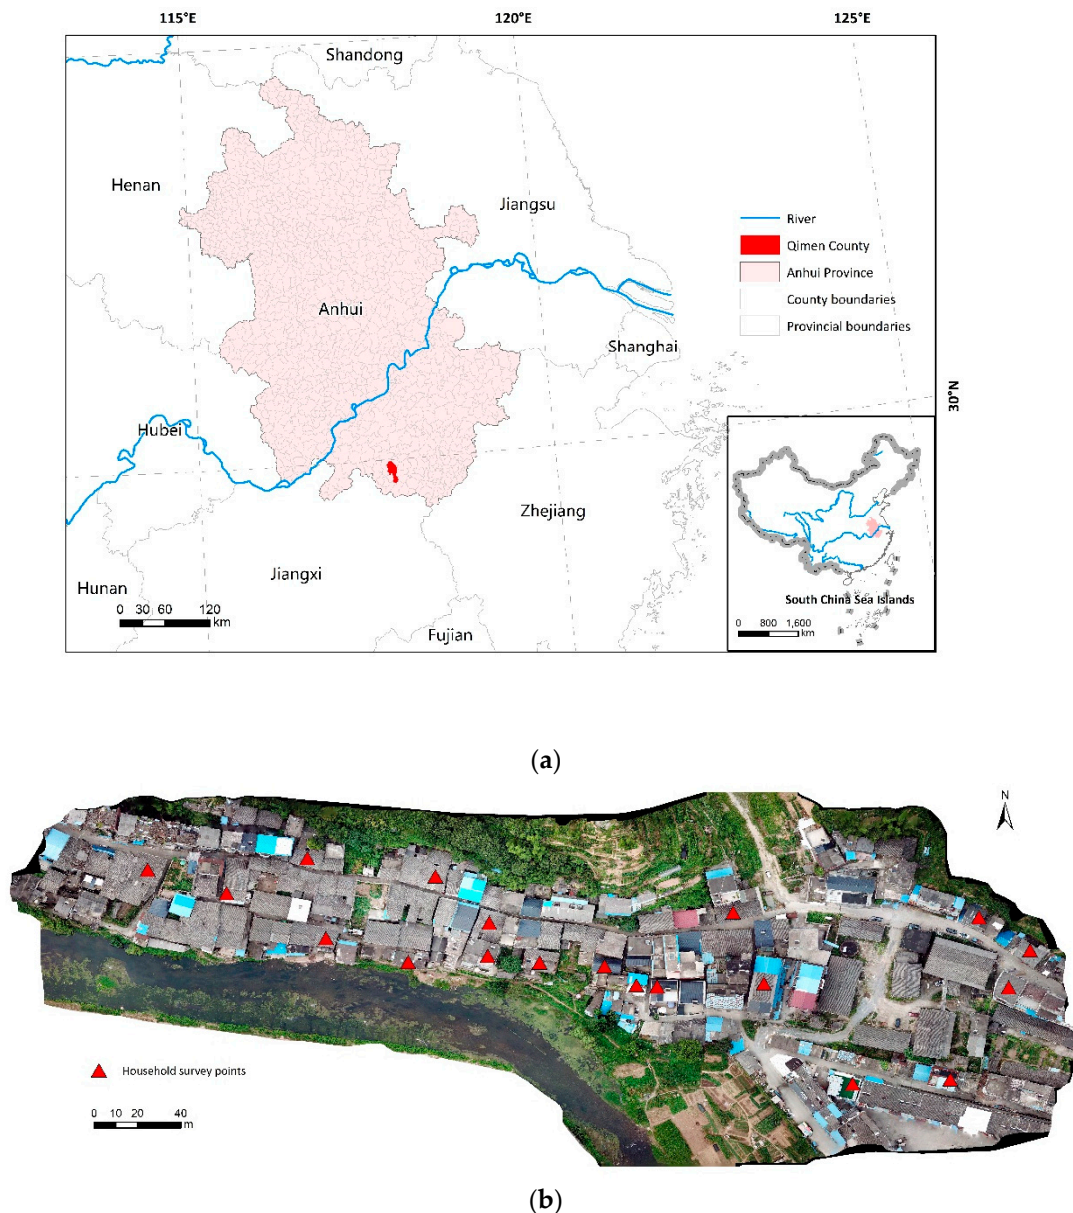 115°E 120°E 125°E
Shandong
Henan
Jiangsu
River
Qimen County
Anhui Province
County boundaries
Provincial boundaries
Anhui
Shanghai
30°N
Hubei
Zhejiang
Jiangxi
Hunan
Fujian
0 30 60 120
km
South China Sea Islands
0 800 1,600
km
(a)
N
Household survey points
0 10 20 40
m
(b)